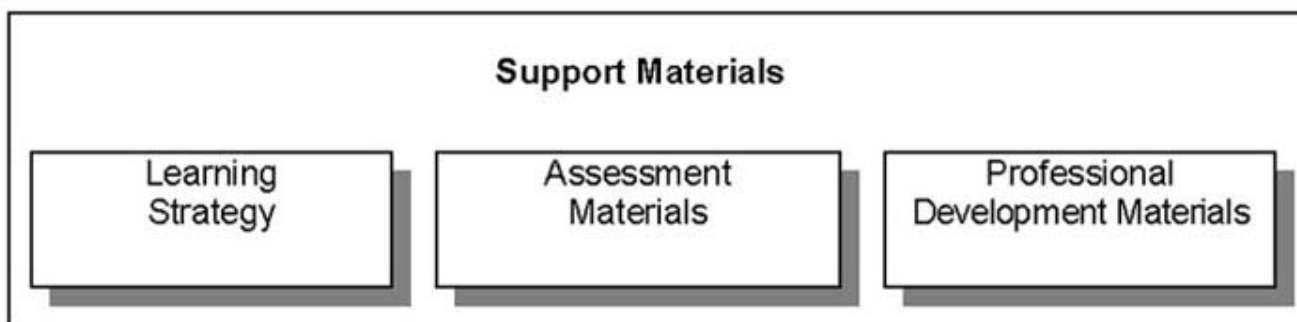 Support Materials
Learning
Strategy
Assessment
Materials
Professional
Development Materials